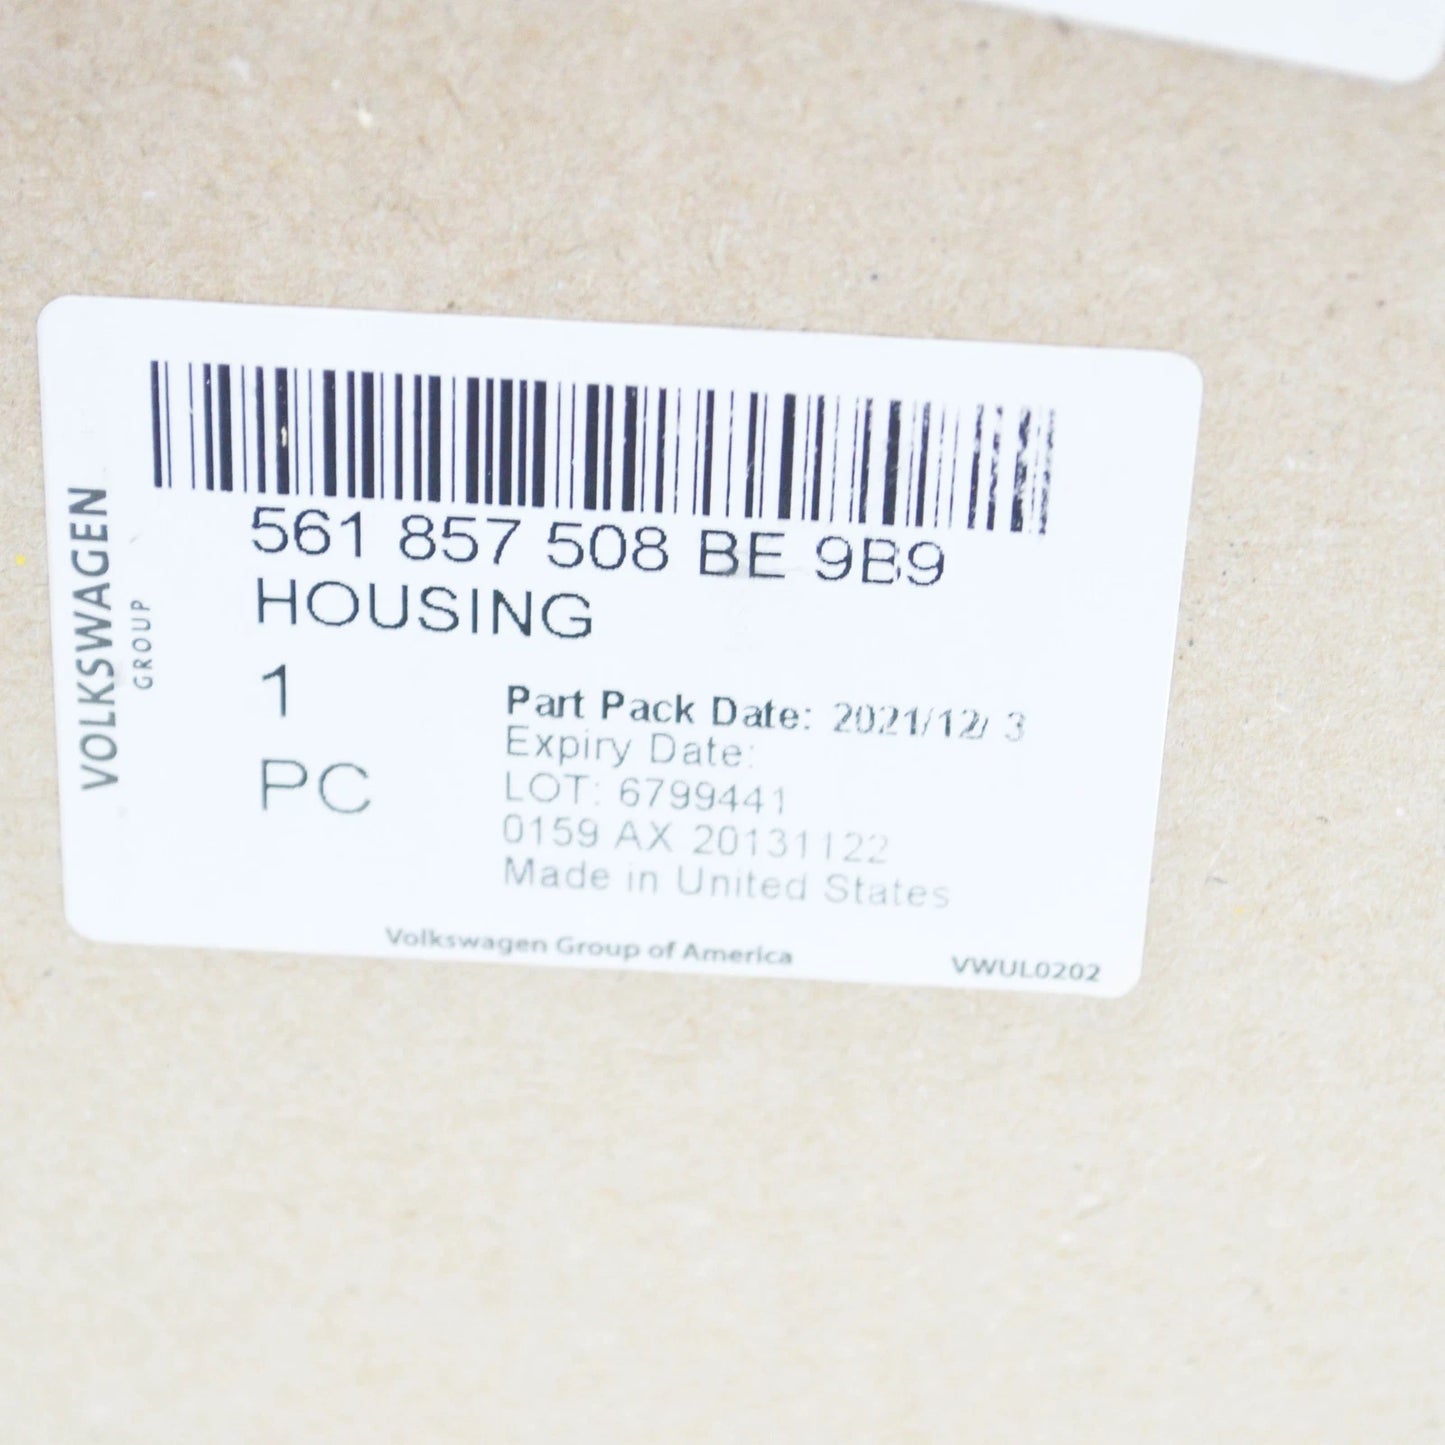 VOLKSWAGEN
GROUP
561 857 508 BE 9B9
HOUSING
1
PC
Part Pack Date: 2021/12/ 3
Expiry Date:
LOT: 6799441
0159 AX 20131122
Made in United States
Volkswagen Group of America
VWUL0202